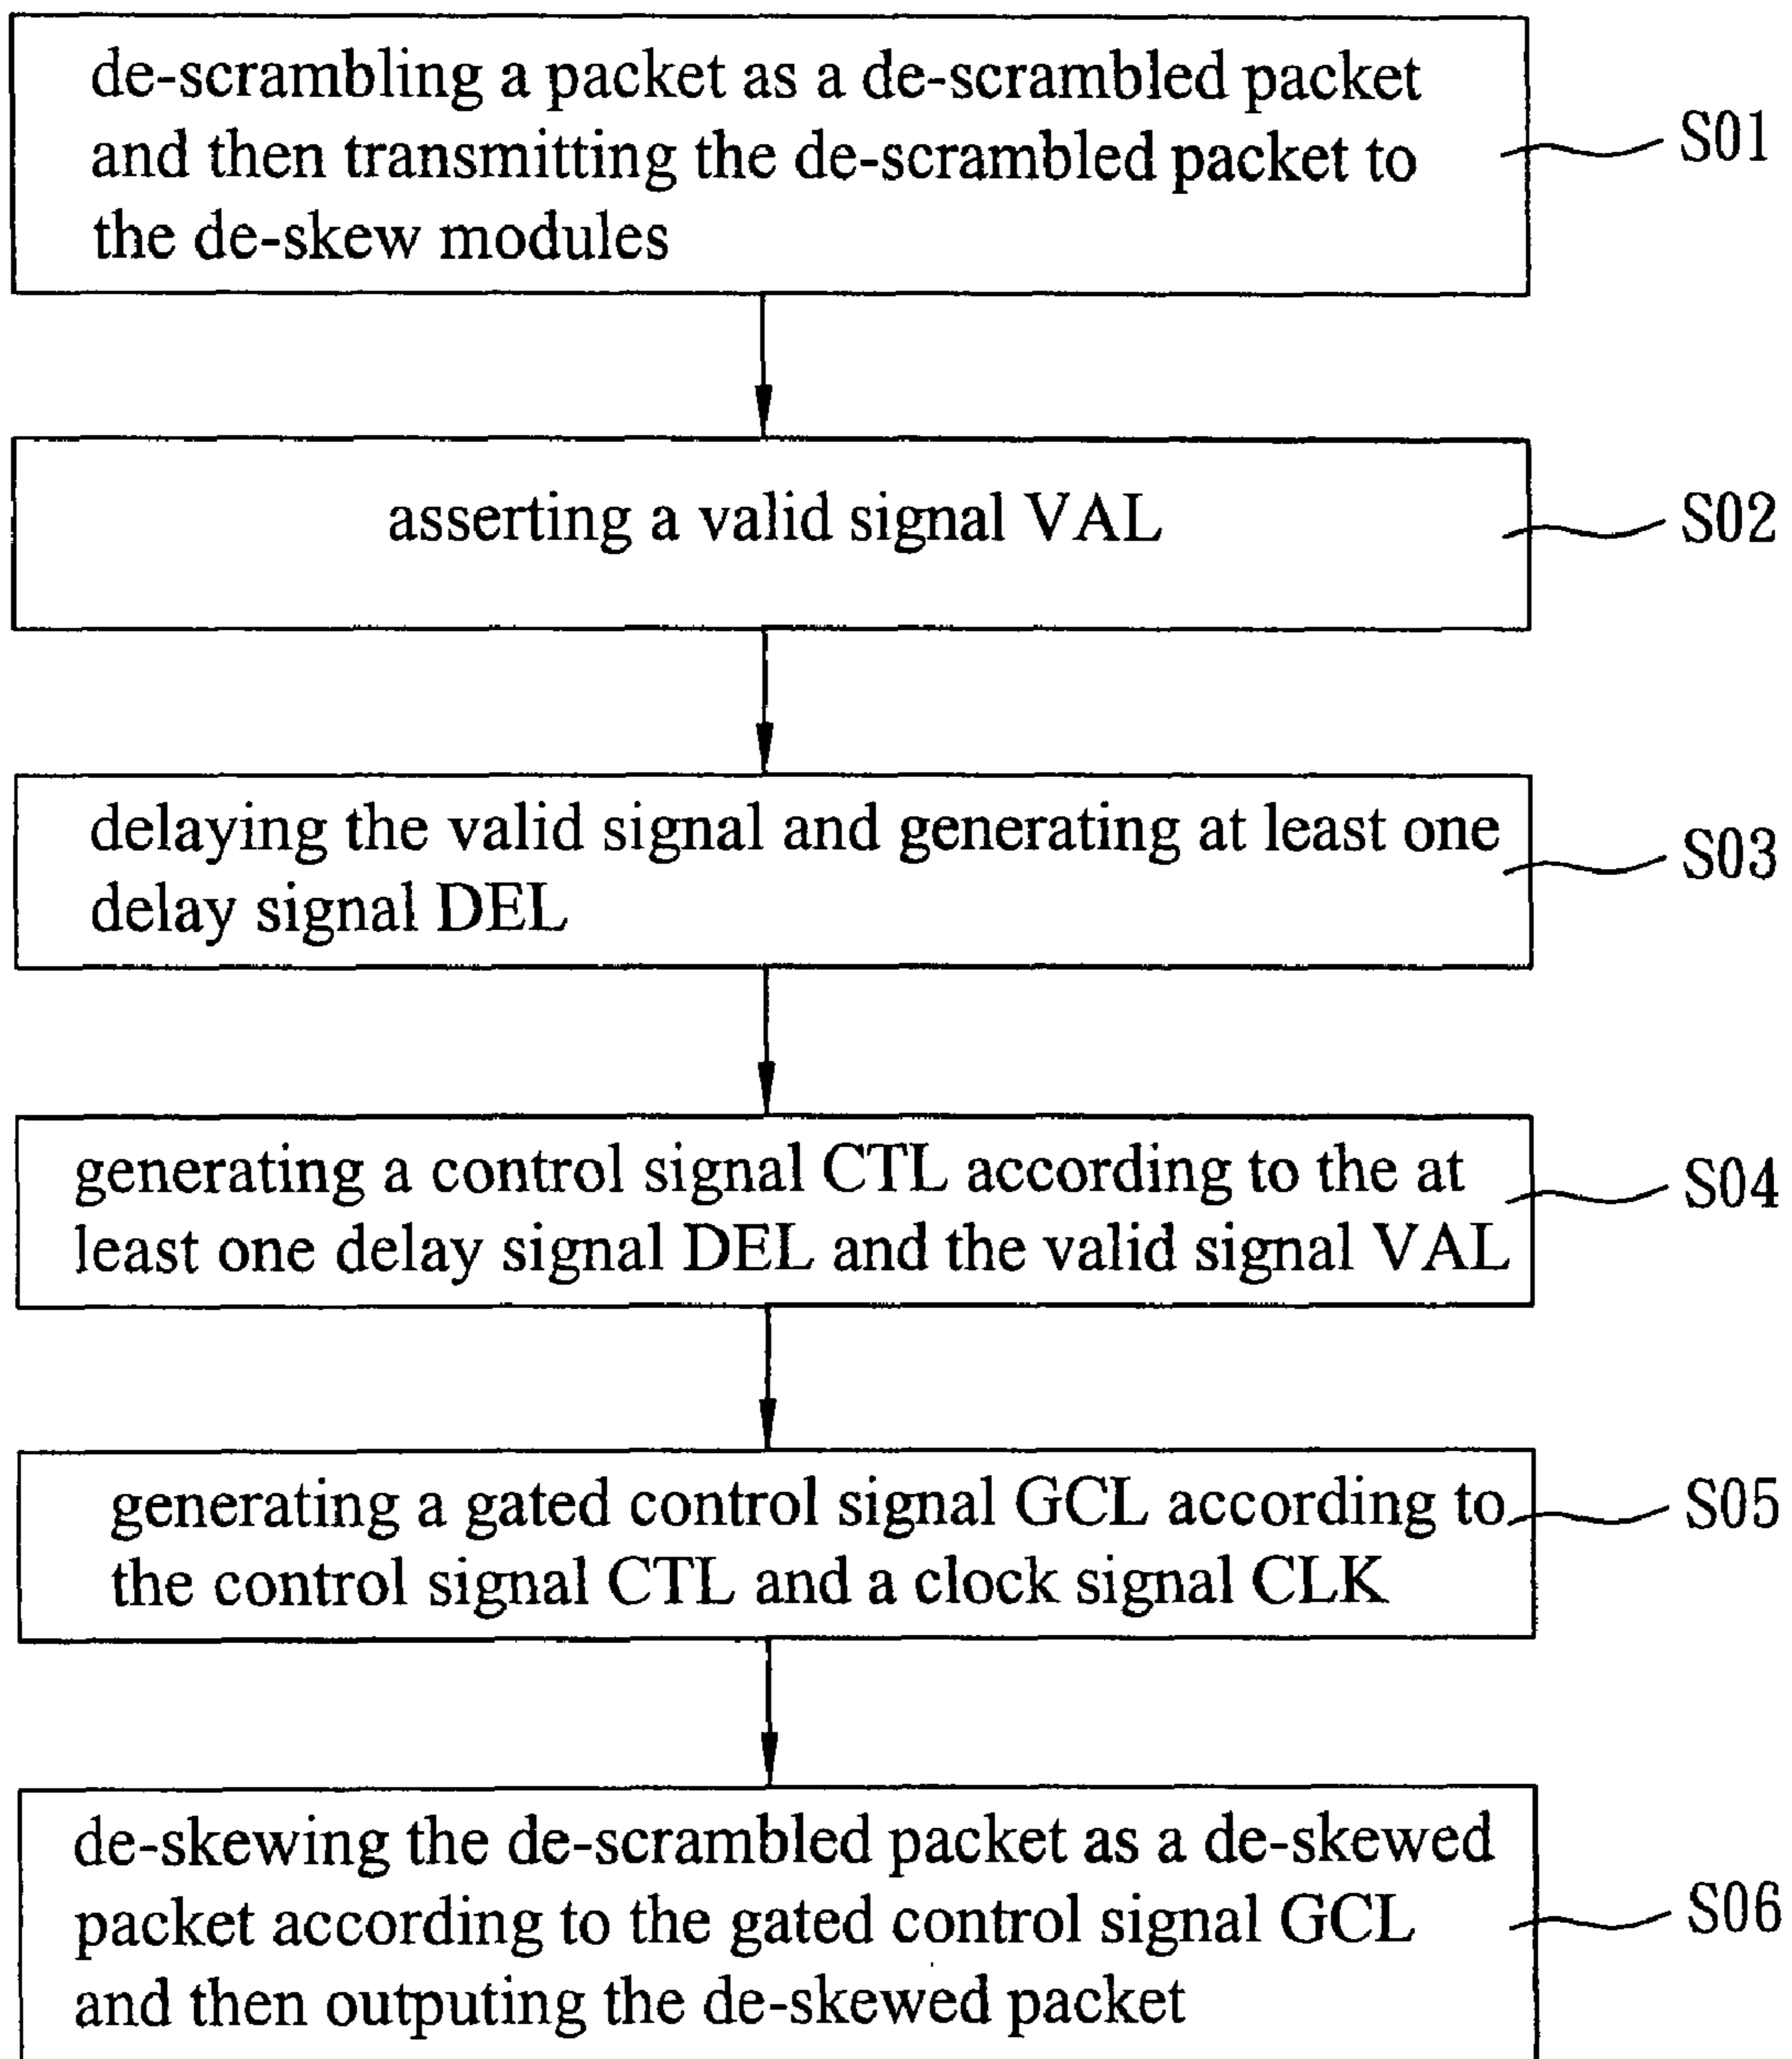 de-scrambling a packet as a de-scrambled packet
and then transmitting the de-scrambled packet to
the de-skew modules
S01
asserting a valid signal VAL
S02
delaying the valid signal and generating at least one
delay signal DEL
S03
generating a control signal CTL according to the at
least one delay signal DEL and the valid signal VAL
S04
generating a gated control signal GCL according to
the control signal CTL and a clock signal CLK
S05
de-skewing the de-scrambled packet as a de-skewed
packet according to the gated control signal GCL
and then outputing the de-skewed packet
S06